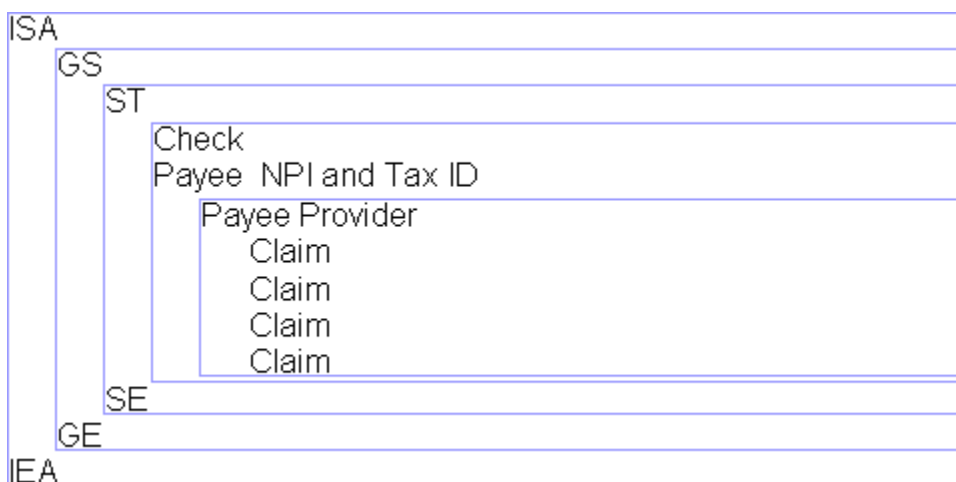 ISA
GS
ST
Check
Payee  NPI and Tax ID
Payee Provider
Claim
Claim
Claim
Claim
SE
GE
IEA